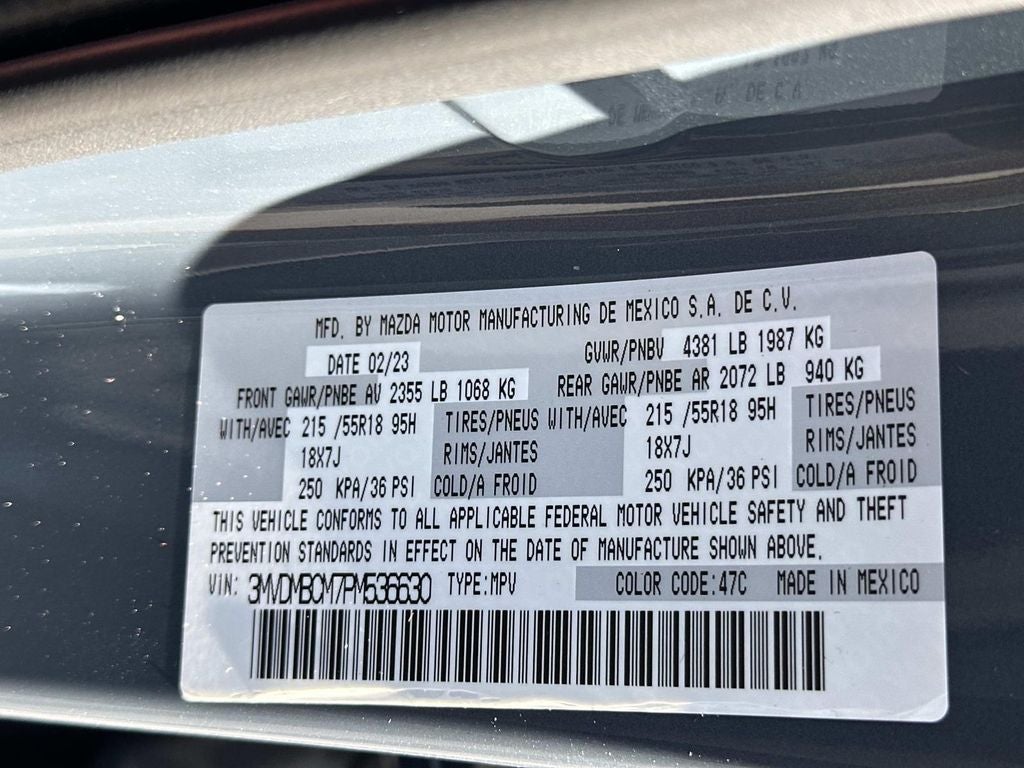 MFD. BY MAZDA MOTOR MANUFACTURING DE MEXICO S.A. DE C.V.
DATE 02/23 GVWR/PNBV 4381 LB 1987 KG
FRONT GAWR/PNBE AV 2355 LB 1068 KG REAR GAWR/PNBE AR 2072 LB 940 KG
WITH/AVEC 215 /55R18 95H TIRES/PNEUS WITH/AVEC 215 /55R18 95H TIRES/PNEUS
18X7J RIMS/JANTES 18X7J RIMS/JANTES
250 KPA/36 PSI COLD/A FROID 250 KPA/36 PSI COLD/A FROID
THIS VEHICLE CONFORMS TO ALL APPLICABLE FEDERAL MOTOR VEHICLE SAFETY AND THEFT
PREVENTION STANDARDS IN EFFECT ON THE DATE OF MANUFACTURE SHOWN ABOVE.
VIN: 3MVDMBCM7PM536630 TYPE:MPV COLOR CODE:47C MADE IN MEXICO